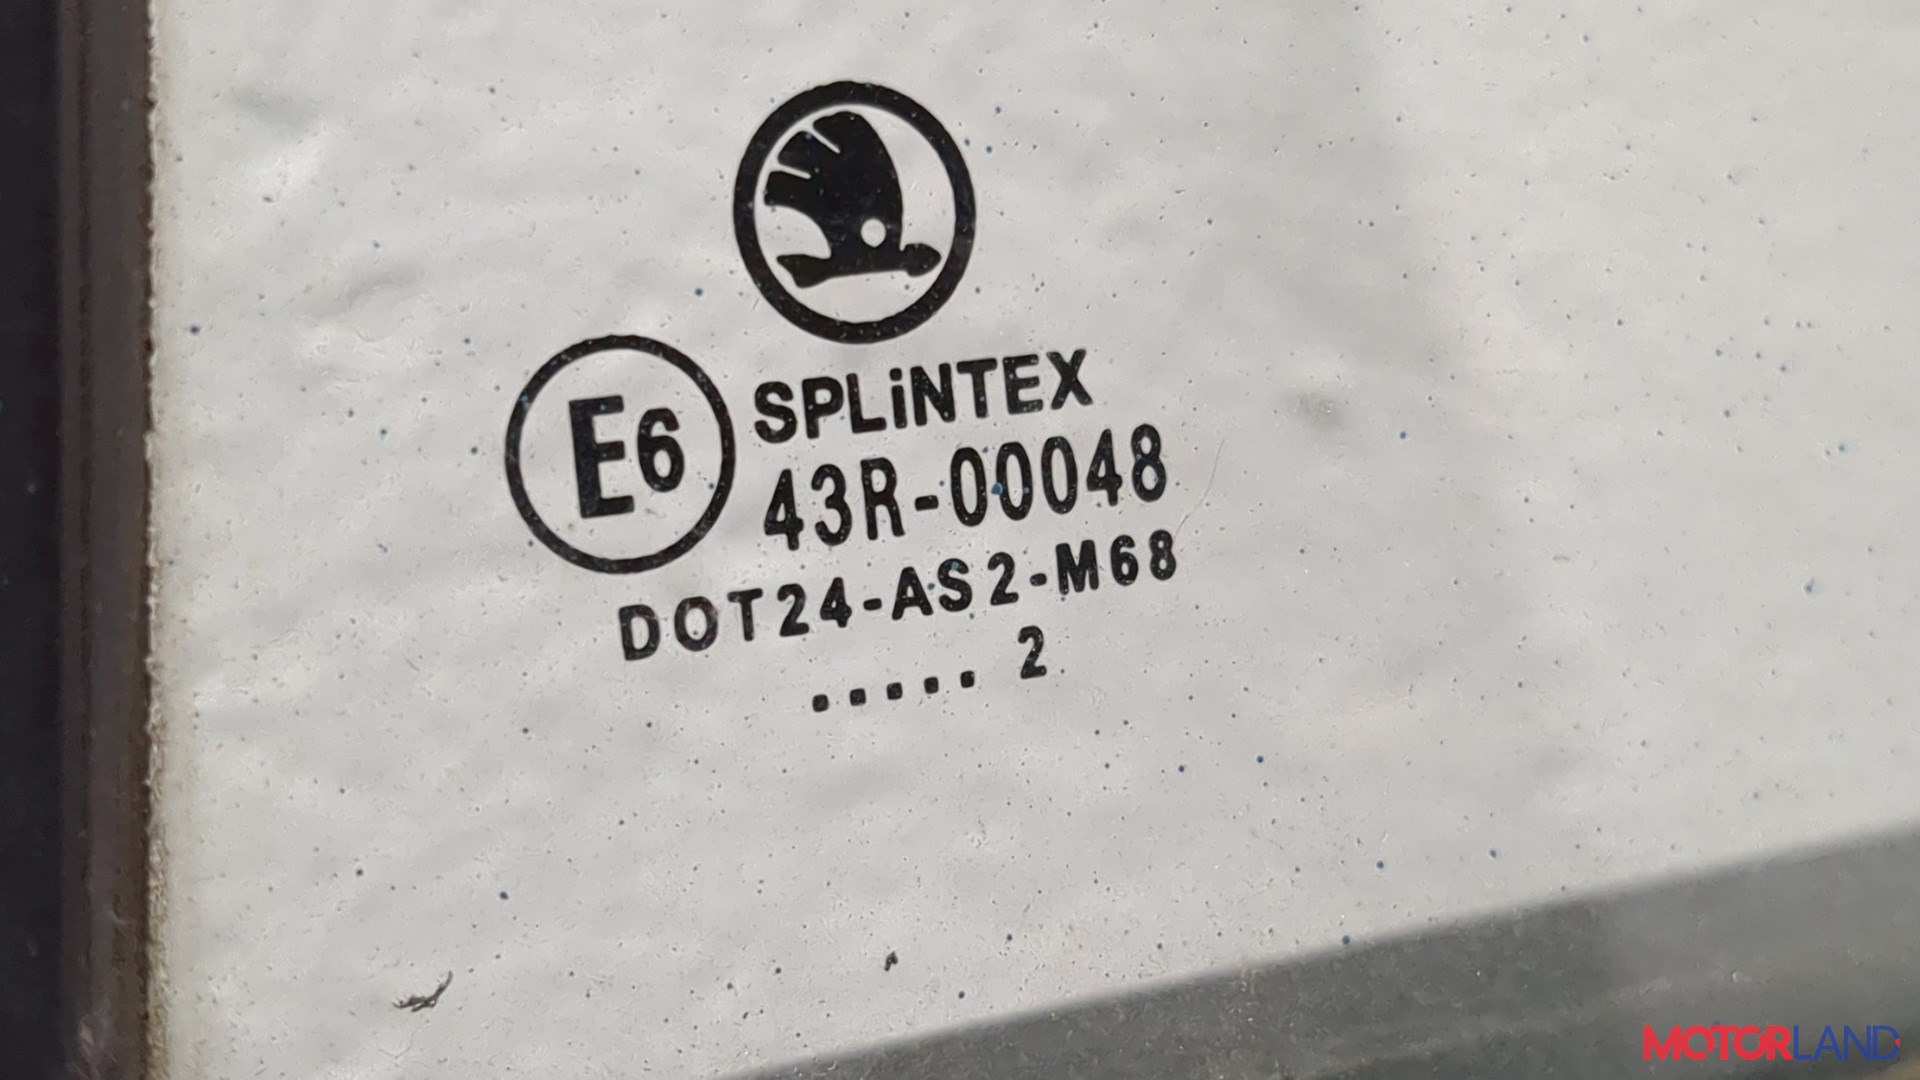 E6
SPLiNTEX
43R-00048
DOT24-AS2-M68
..... 2
MOTORLAND